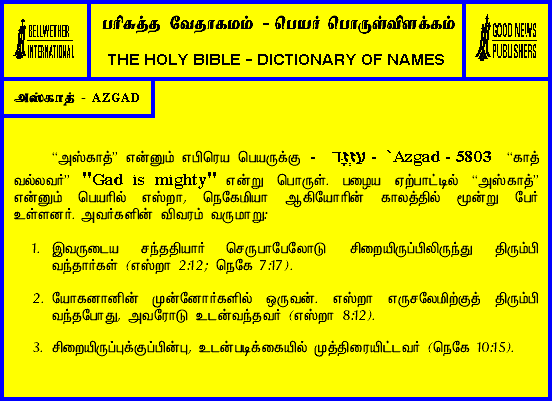 BELLWETHER
INTERNATIONAL
பரிசுத்த வேதாகமம் - பெயர் பொருள்விளக்கம்
THE HOLY BIBLE - DICTIONARY OF NAMES
GOOD NEWS
PUBLISHERS
அஸ்காத் - AZGAD
“அஸ்காத்” என்னும் எபிரெய பெயருக்கு - עַזְגָּד - `Azgad - 5803 “காத்
வல்லவர்” "Gad is mighty" என்று பொருள். பழைய ஏற்பாட்டில் “அஸ்காத்”
என்னும் பெயரில் எஸ்றா, நெகேமியா ஆகியோரின் காலத்தில் மூன்று பேர்
உள்ளனர். அவர்களின் விவரம் வருமாறு:
1. இவருடைய சந்ததியார் செருபாபேலோடு சிறையிருப்பிலிருந்து திரும்பி
வந்தார்கள் (எஸ்றா 2:12; நெகே 7:17).
2. யோகனானின் முன்னோர்களில் ஒருவன். எஸ்றா எருசலேமிற்குத் திரும்பி
வந்தபோது, அவரோடு உடன்வந்தவர் (எஸ்றா 8:12).
3. சிறையிருப்புக்குப்பின்பு, உடன்படிக்கையில் முத்திரையிட்டவர் (நெகே 10:15).